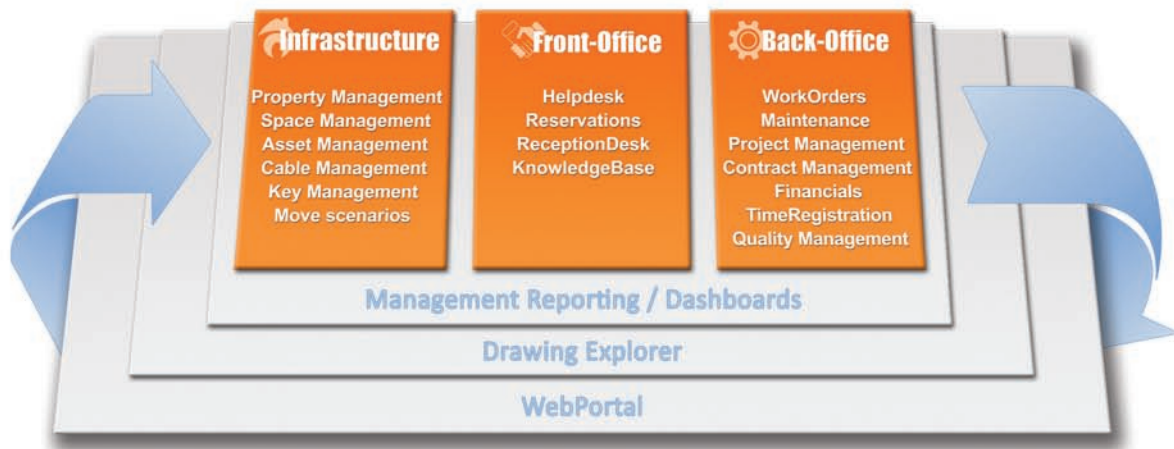 Infrastructure
Property Management
Space Management
Asset Management
Cable Management
Key Management
Move scenarios
Front-Office
Helpdesk
Reservations
ReceptionDesk
KnowledgeBase
Back-Office
WorkOrders
Maintenance
Project Management
Contract Management
Financials
TimeRegistration
Quality Management
Management Reporting / Dashboards
Drawing Explorer
WebPortal